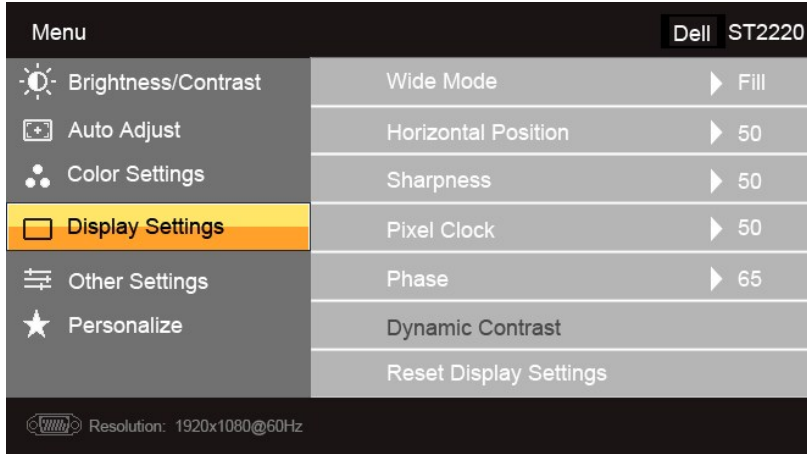 Menu
Dell ST2220
Brightness/Contrast
Auto Adjust
Color Settings
Display Settings
Other Settings
Personalize
Wide Mode Fill
Horizontal Position 50
Sharpness 50
Pixel Clock 50
Phase 65
Dynamic Contrast
Reset Display Settings
Resolution: 1920x1080@60Hz